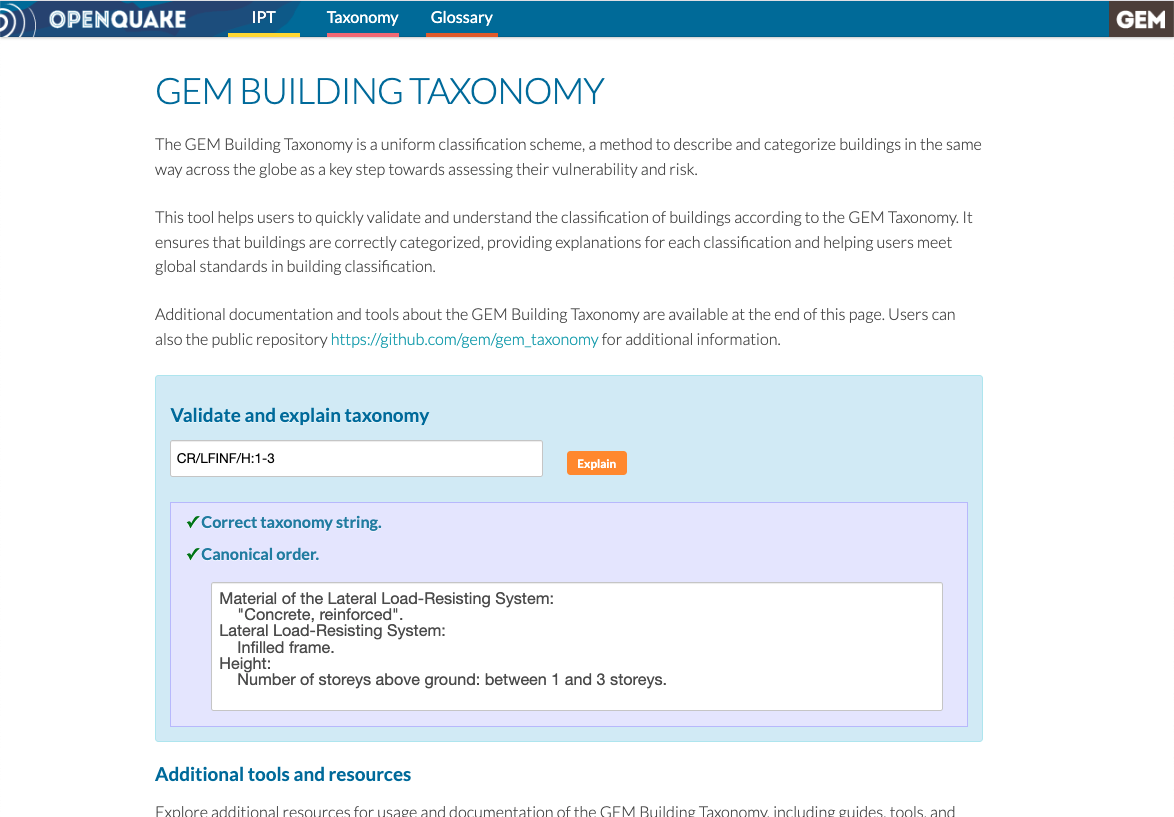 OPENQUAKE IPT Taxonomy Glossary GEM
GEM BUILDING TAXONOMY
The GEM Building Taxonomy is a uniform classification scheme, a method to describe and categorize buildings in the same
way across the globe as a key step towards assessing their vulnerability and risk.
This tool helps users to quickly validate and understand the classification of buildings according to the GEM Taxonomy. It
ensures that buildings are correctly categorized, providing explanations for each classification and helping users meet
global standards in building classification.
Additional documentation and tools about the GEM Building Taxonomy are available at the end of this page. Users can
also the public repository https://github.com/gem/gem_taxonomy for additional information.
Validate and explain taxonomy
CR/LFINF/H:1-3 Explain
✓Correct taxonomy string.
✓Canonical order.
Material of the Lateral Load-Resisting System:
"Concrete, reinforced".
Lateral Load-Resisting System:
Infilled frame.
Height:
Number of storeys above ground: between 1 and 3 storeys.
Additional tools and resources
Explore additional resources for usage and documentation of the GEM Building Taxonomy, including guides, tools, and